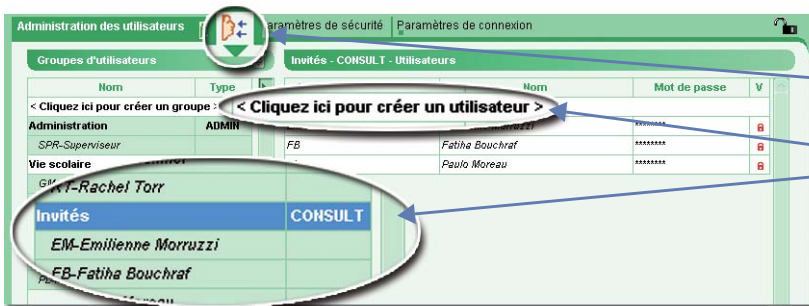 Administration des utilisateurs
Paramètres de sécurité
Paramètres de connexion
Groupes d'utilisateurs
Invités - CONSULT - Utilisateurs
Nom Type
Nom Mot de passe V
< Cliquez ici pour créer un groupe >
< Cliquez ici pour créer un utilisateur >
Administration ADMIN
********
SPR-Superviseur
FB Fatiha Bouchraf ********
Vie scolaire
Paulo Moreau ********
T-Rachel Torr
Invités CONSULT
EM-Emilienne Morruzzi
FB-Fatiha Bouchraf